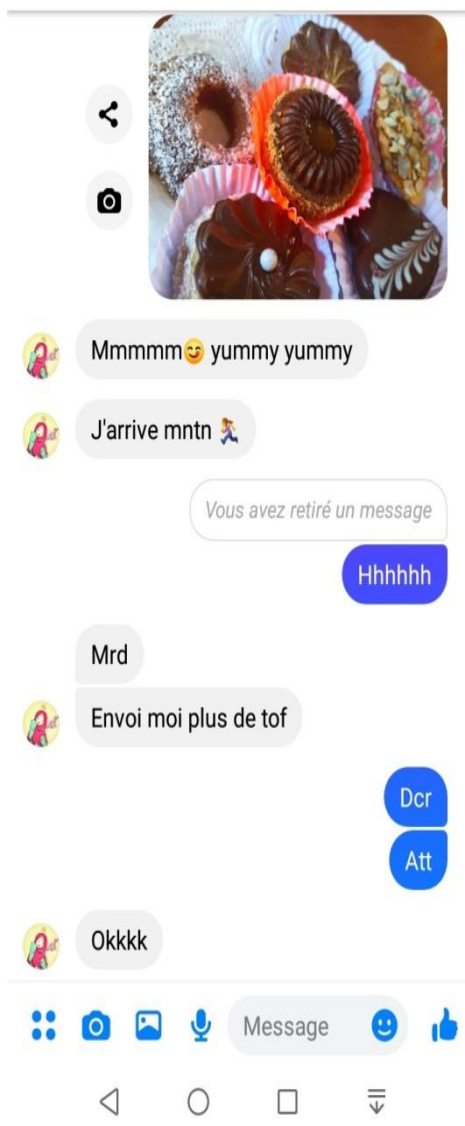 Mmmmm😋 yummy yummy
J'arrive mntn 🏃‍♀️
Vous avez retiré un message
Hhhhhh
Mrd
Envoi moi plus de tof
Dcr
Att
Okkkk
Message